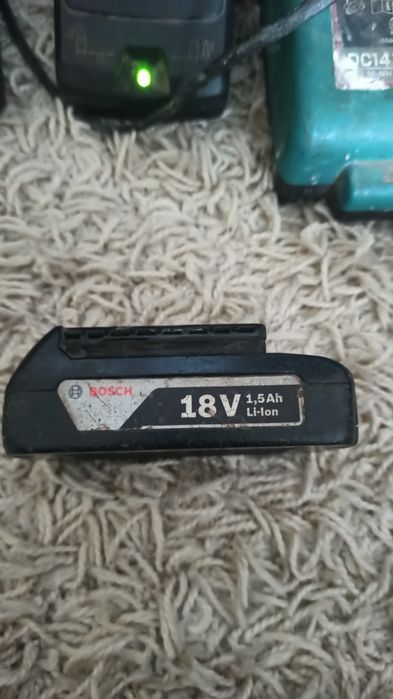 DC14
BOSCH
18V
1,5Ah
Li-Ion